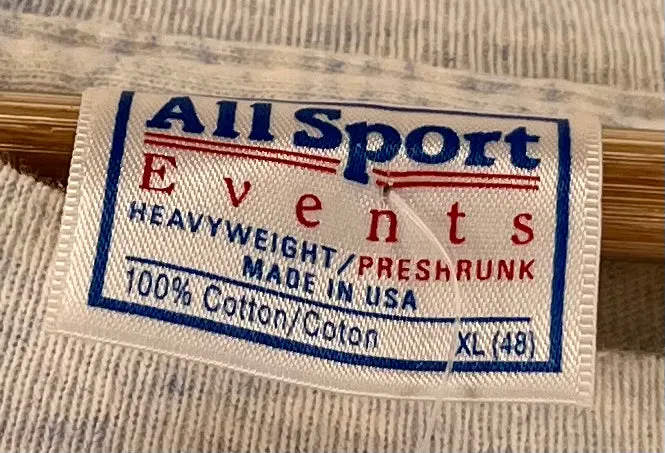 All Sport
Events
HEAVYWEIGHT/PRESHRUNK
MADE IN USA
100% Cotton/Coton XL (48)